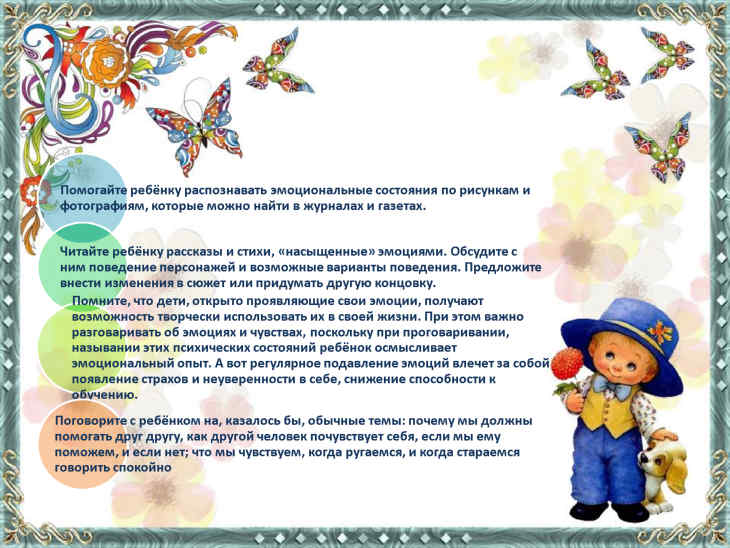 Помогайте ребёнку распознавать эмоциональные состояния по рисункам и
фотографиям, которые можно найти в журналах и газетах.
Читайте ребёнку рассказы и стихи, «насыщенные» эмоциями. Обсудите с
ним поведение персонажей и возможные варианты поведения. Предложите
внести изменения в сюжет или придумать другую концовку.
Помните, что дети, открыто проявляющие свои эмоции, получают
возможность творчески использовать их в своей жизни. При этом важно
разговаривать об эмоциях и чувствах, поскольку при проговаривании,
назывании этих психических состояний ребёнок осмысливает
эмоциональный опыт. А вот регулярное подавление эмоций влечет за собой
появление страхов и неуверенности в себе, снижение способности к
обучению.
Поговорите с ребёнком на, казалось бы, обычные темы: почему мы должны
помогать друг другу, как другой человек почувствует себя, если мы ему
поможем, и если нет; что мы чувствуем, когда ругаемся, и когда стараемся
говорить спокойно